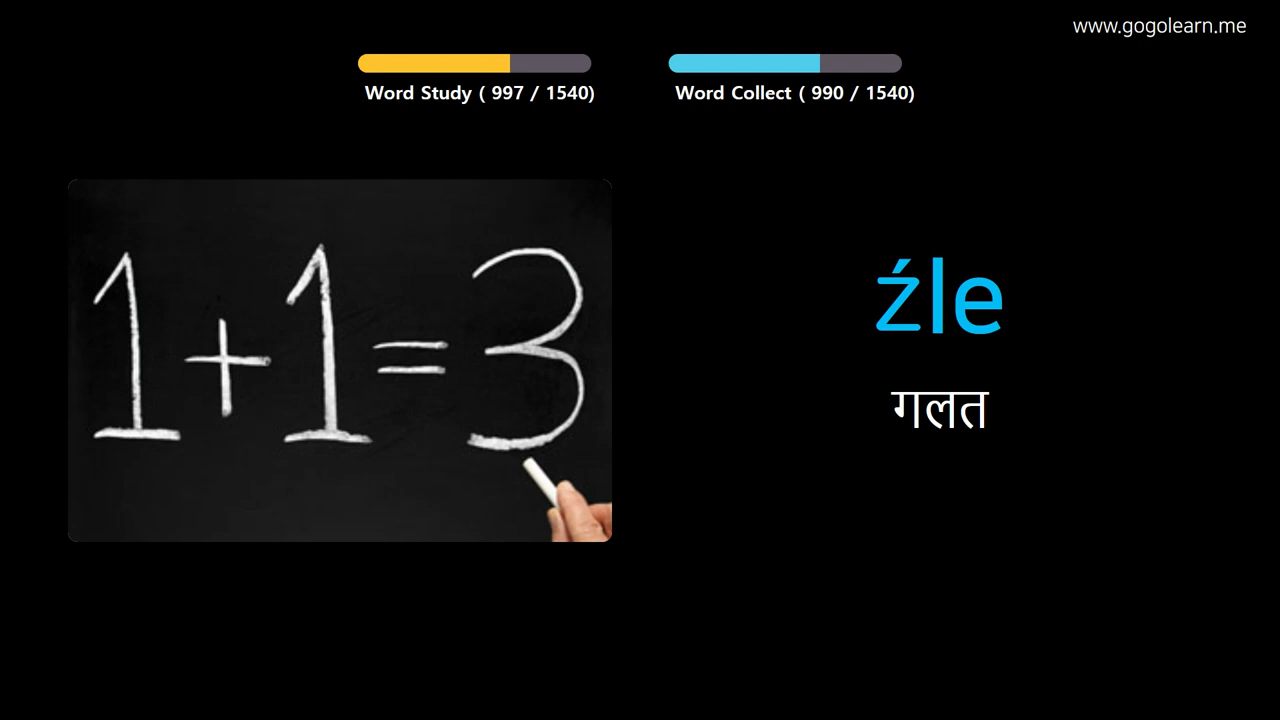 www.gogolearn.me
Word Study ( 997 / 1540)
Word Collect ( 990 / 1540)
1+1=3
źle
गलत